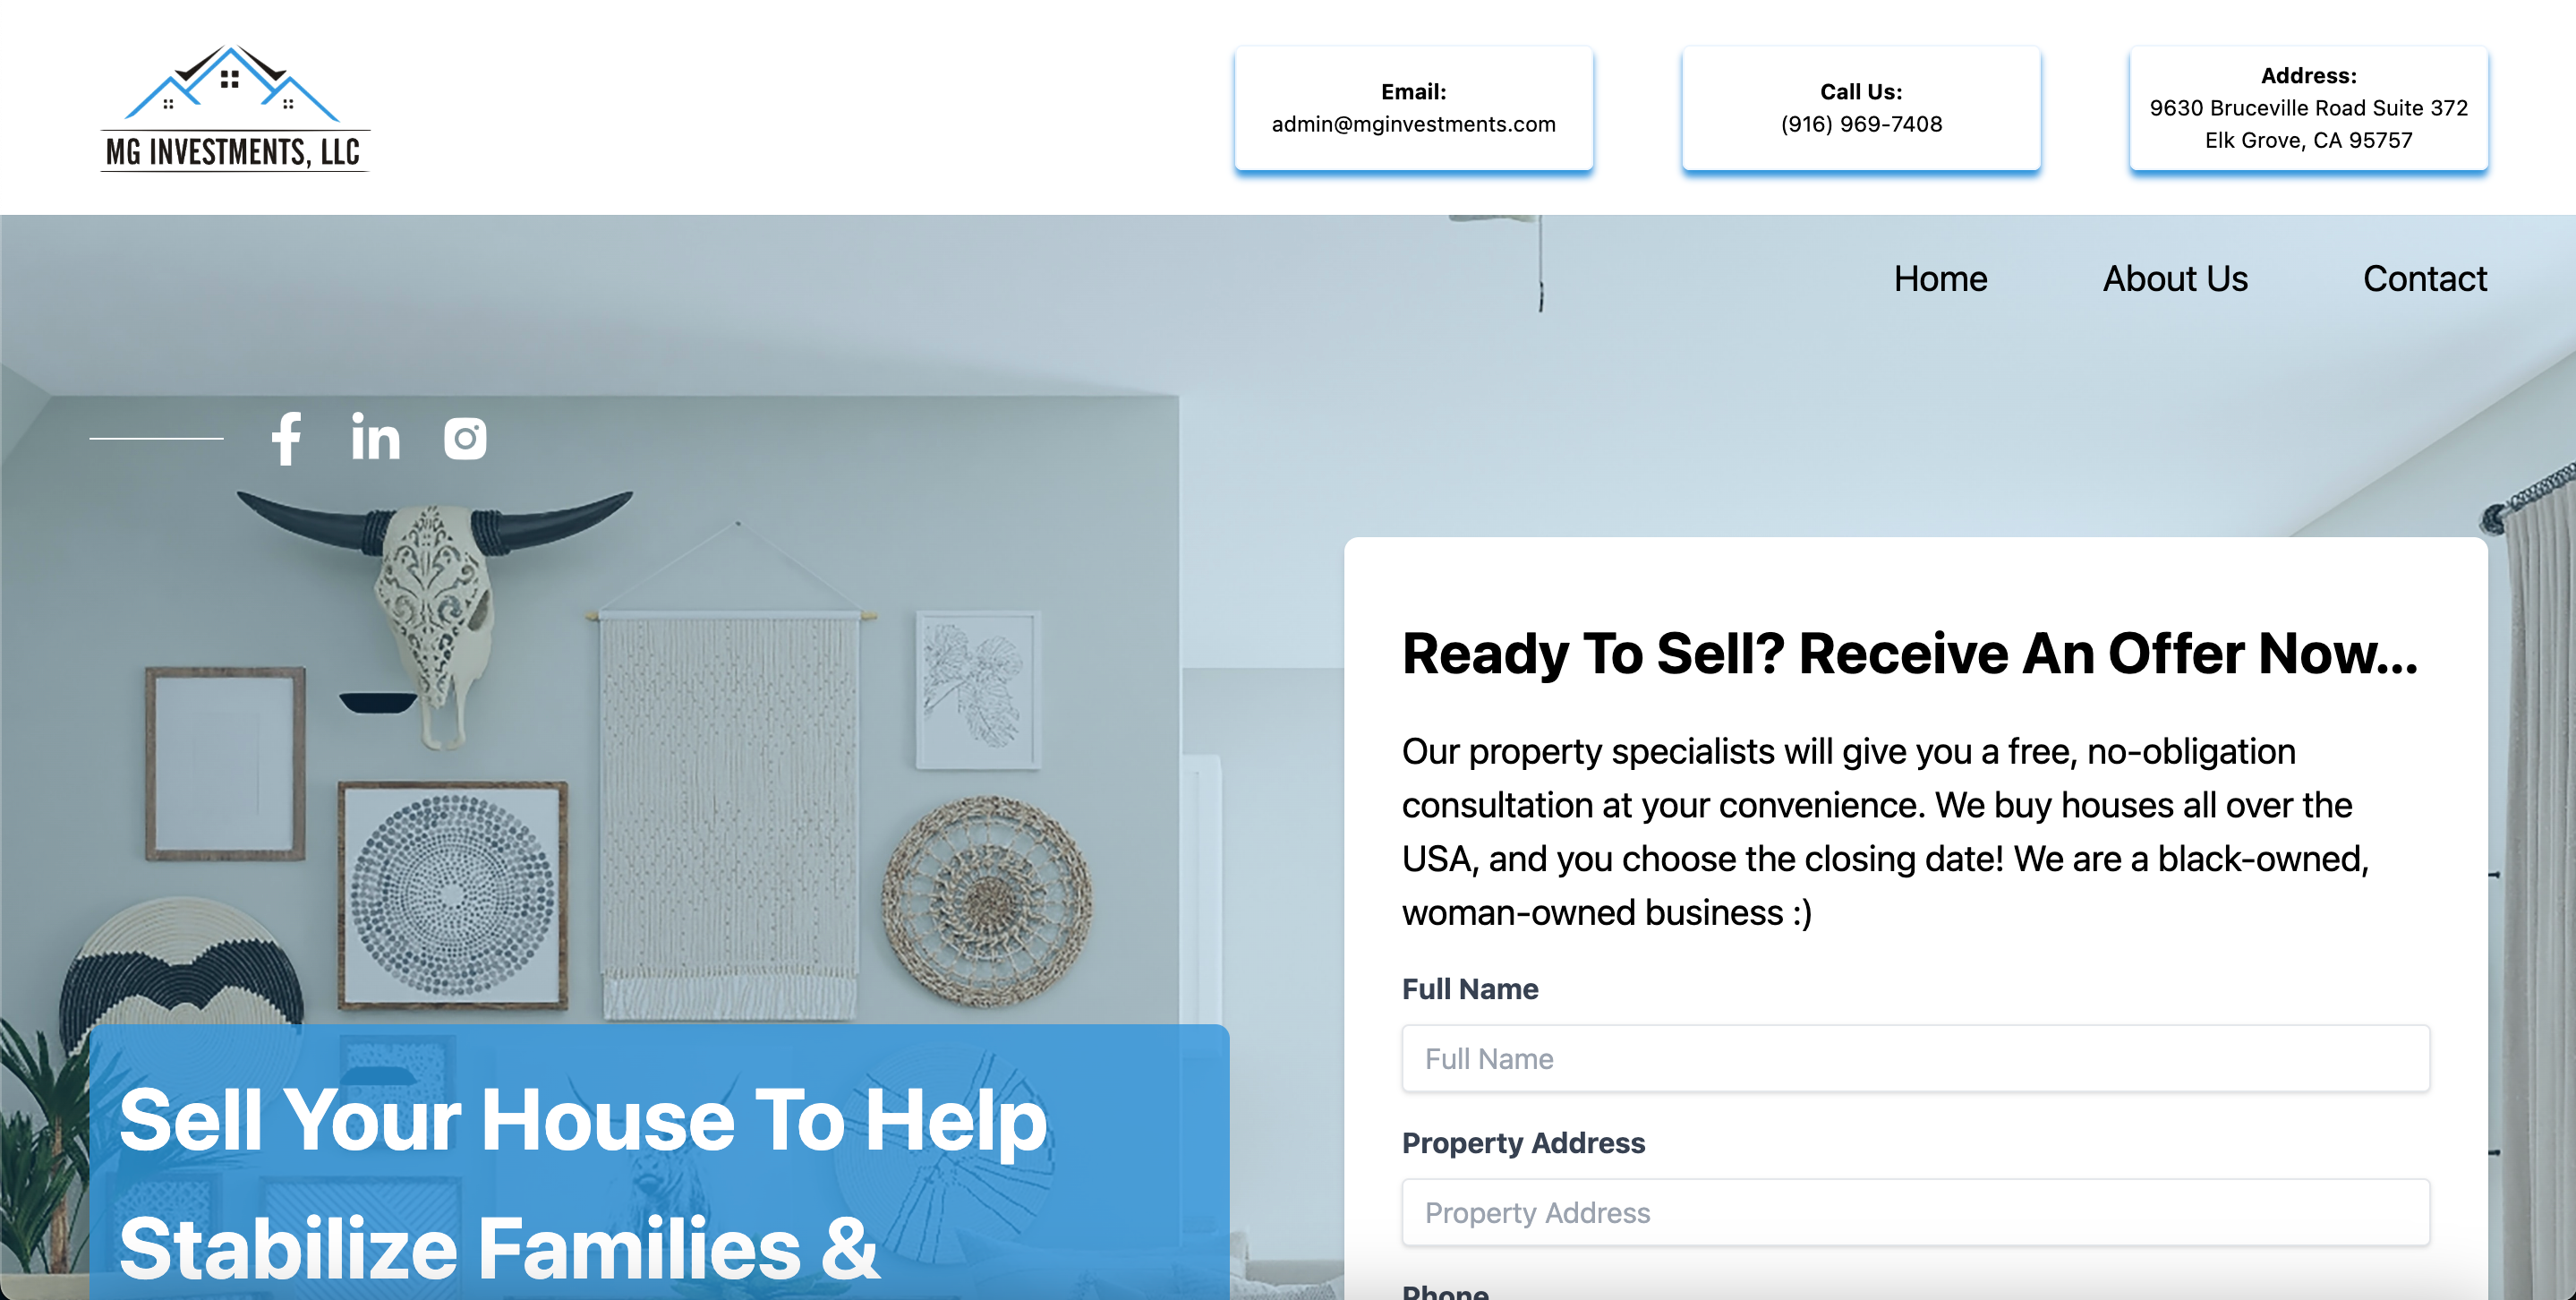 MG INVESTMENTS, LLC
Email:
admin@mginvestments.com
Call Us:
(916) 969-7408
Address:
9630 Bruceville Road Suite 372
Elk Grove, CA 95757
Home
About Us
Contact
f
in
Ready To Sell? Receive An Offer Now...
Our property specialists will give you a free, no-obligation
consultation at your convenience. We buy houses all over the
USA, and you choose the closing date! We are a black-owned,
woman-owned business :)
Full Name
Full Name
Property Address
Property Address
Phone
Sell Your House To Help
Stabilize Families &